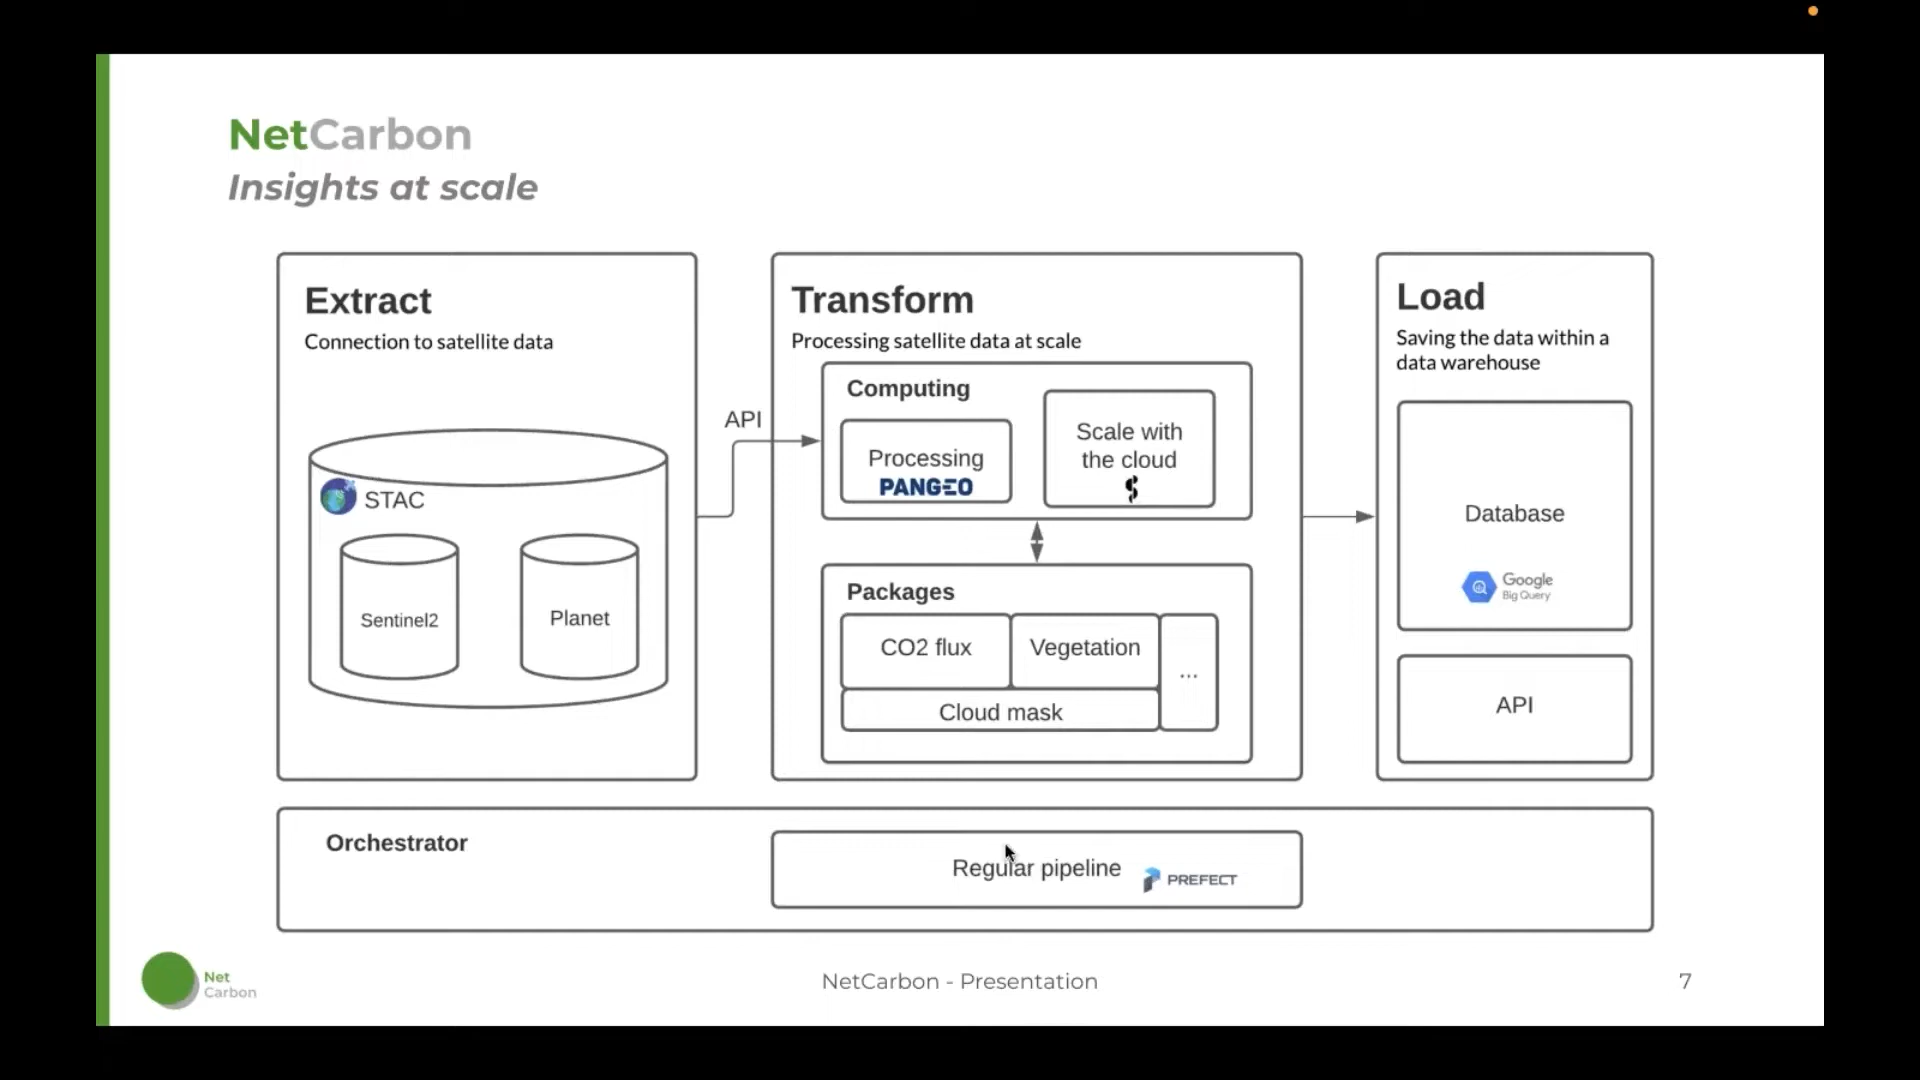 NetCarbon
Insights at scale
Extract
Connection to satellite data
STAC
Sentinel2
Planet
API
Transform
Processing satellite data at scale
Computing
Processing
PANGEO
Scale with
the cloud
Packages
CO2 flux
Vegetation
...
Cloud mask
Load
Saving the data within a
data warehouse
Database
Google
Big Query
API
Orchestrator
Regular pipeline
PREFECT
Net
Carbon
NetCarbon - Presentation
7